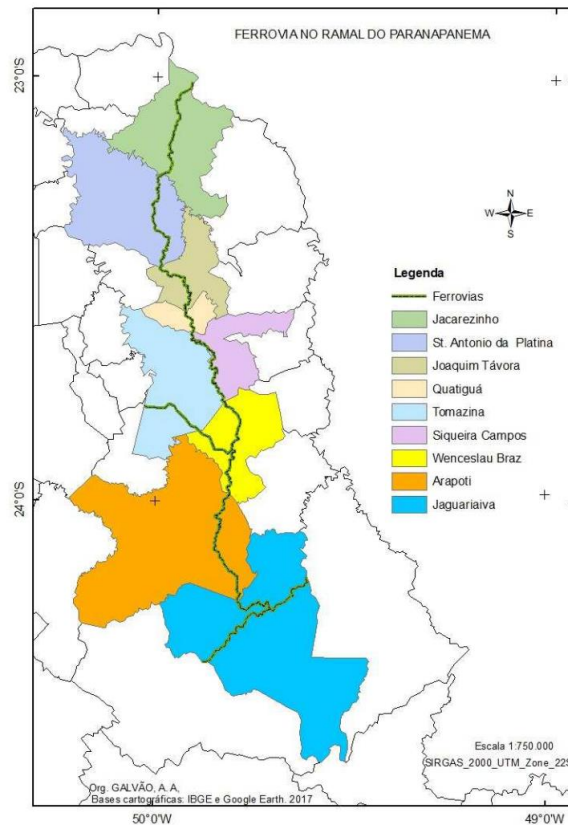 FERROVIA NO RAMAL DO PARANAPANEMA
23°0'S
N
W E
S
Legenda
Ferrovias
Jacarezinho
St. Antonio da Platina
Joaquim Távora
Quatiguá
Tomazina
Siqueira Campos
Wenceslau Braz
Arapoti
Jaguariaiva
24°0'S
Escala 1:750.000
SIRGAS_2000_UTM_Zone_22S
Org. GALVÃO, A. A,
Bases cartográficas: IBGE e Google Earth. 2017
50°0'W
49°0'W